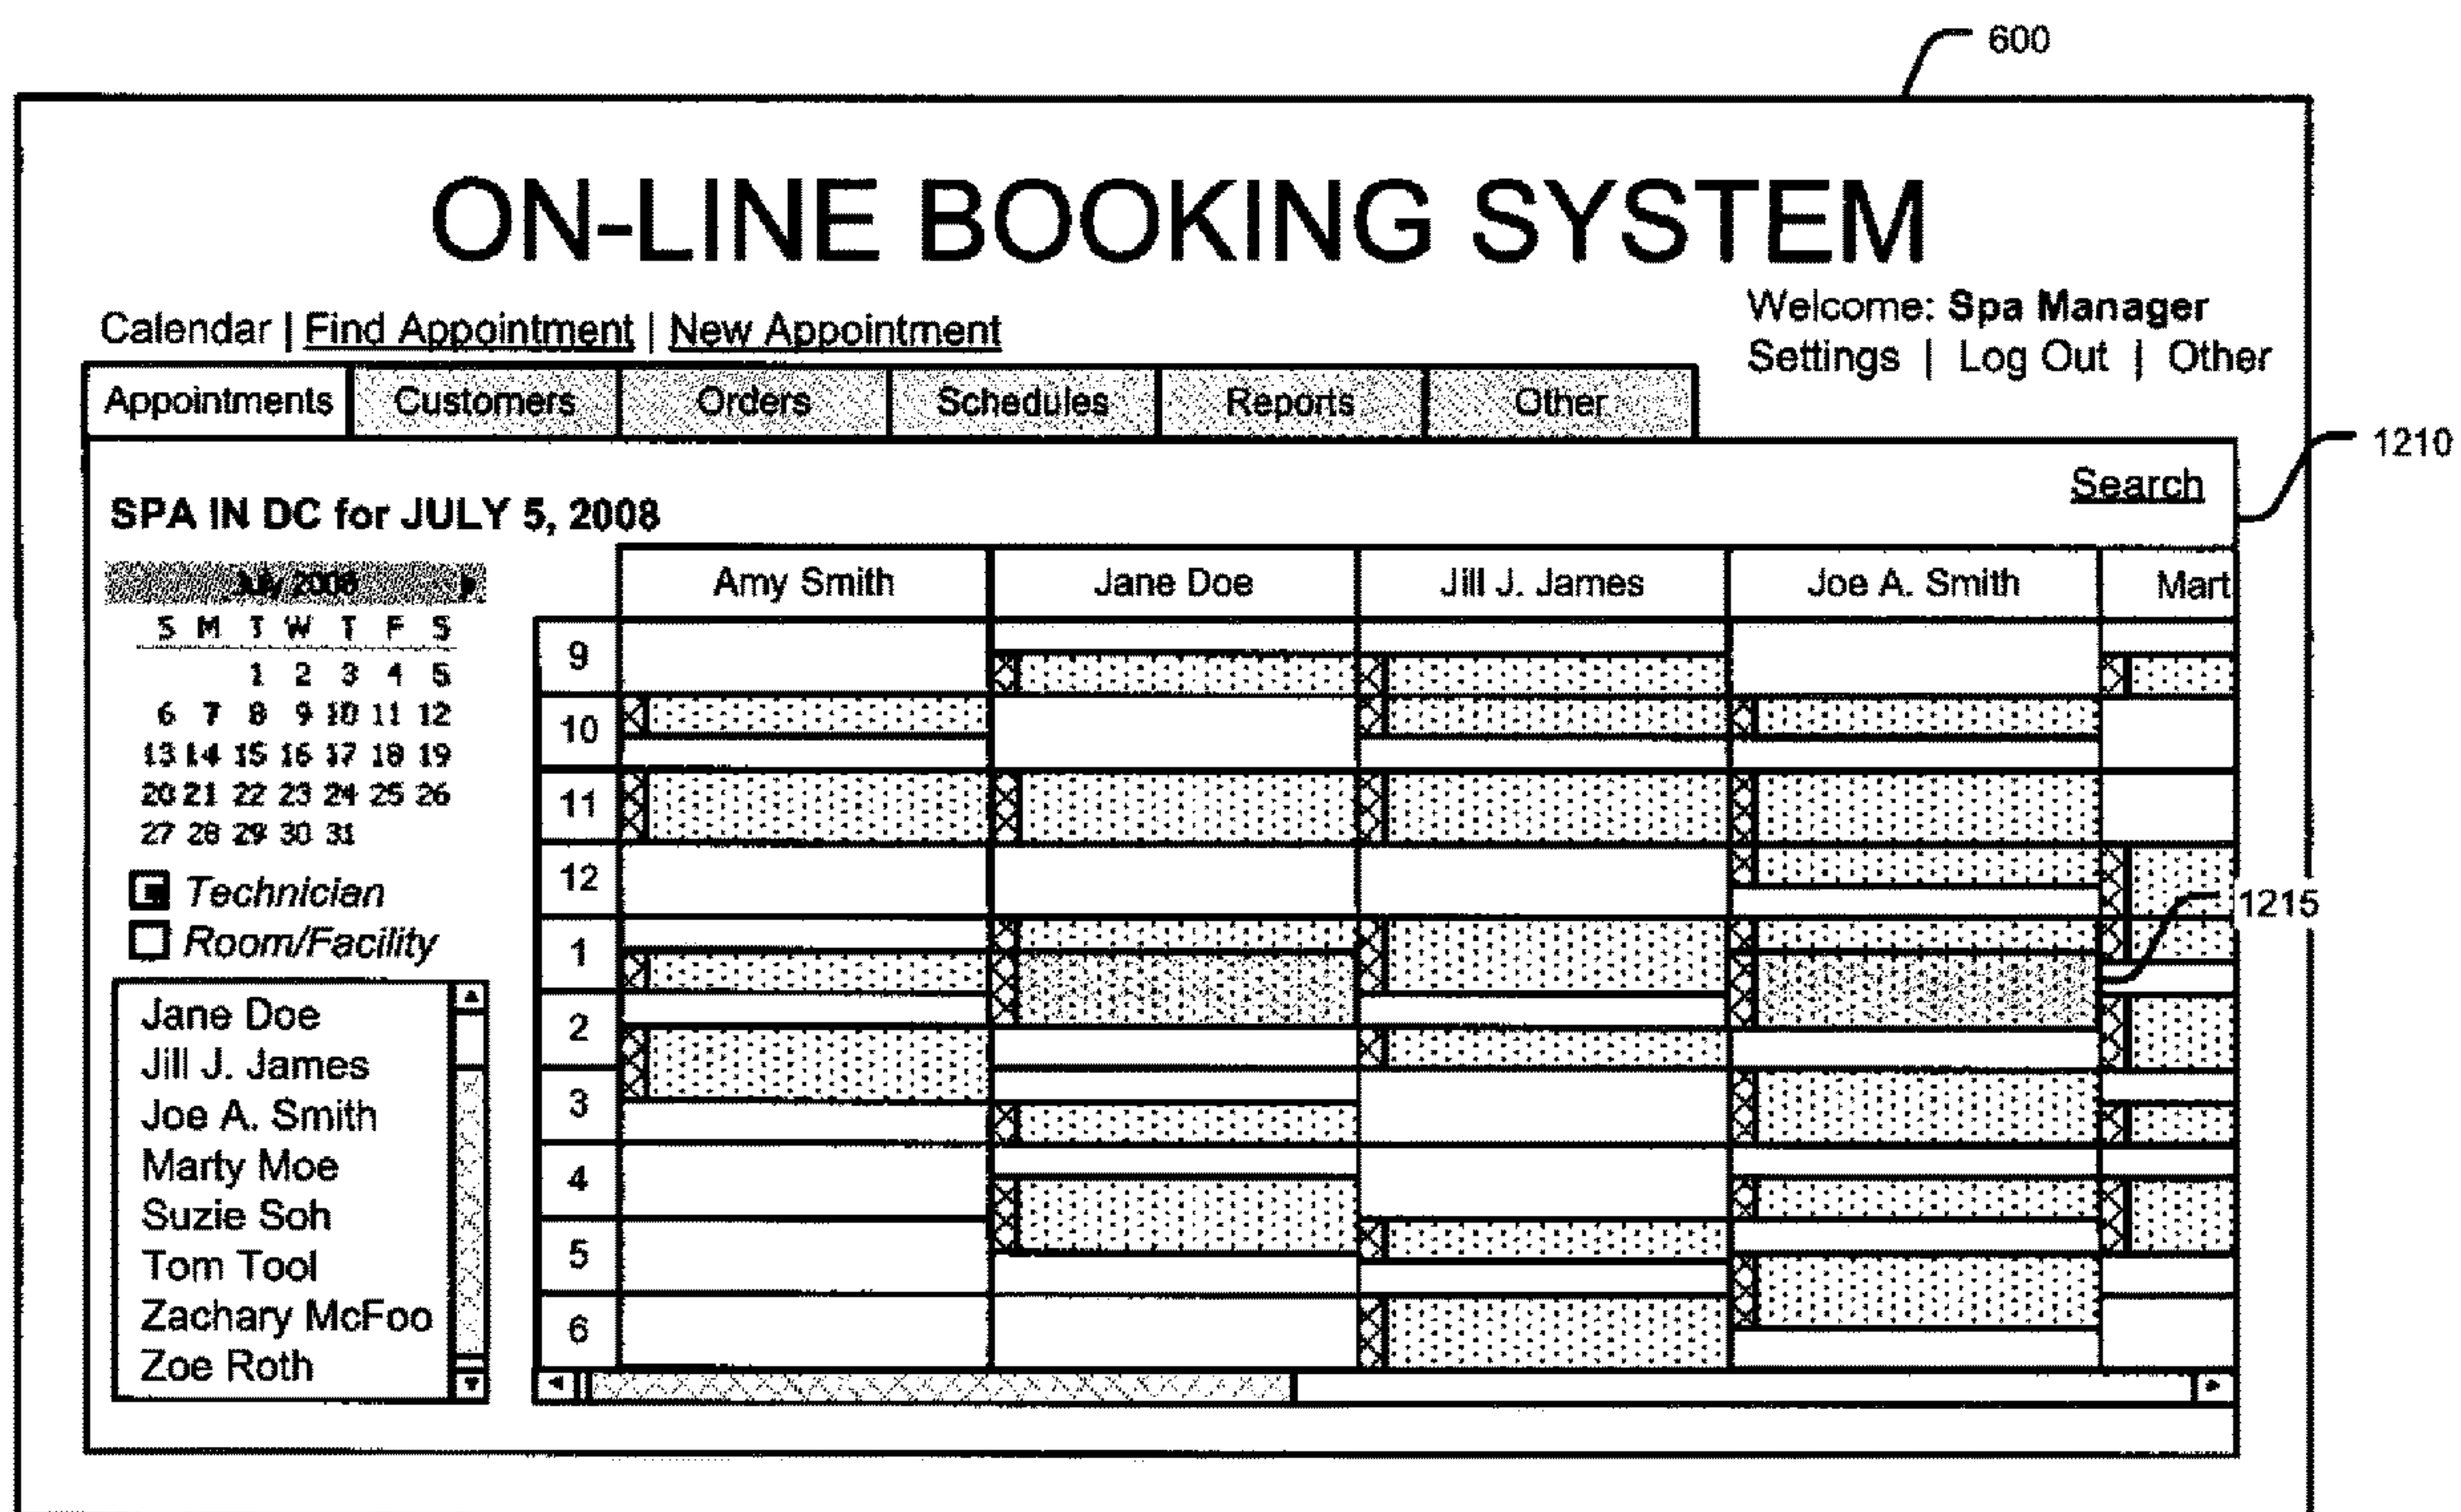 600
ON-LINE BOOKING SYSTEM
Welcome: Spa Manager
Calendar | Find Appointment | New Appointment
Settings | Log Out | Other
Appointments Customers Orders Schedules Reports Other
1210
Search
SPA IN DC for JULY 5, 2008
July 2008
Amy Smith Jane Doe Jill J. James Joe A. Smith Mart
S M T W T F S
1 2 3 4 5
6 7 8 9 10 11 12
13 14 15 16 17 18 19
20 21 22 23 24 25 26
27 28 29 30 31
Technician
Room/Facility
Jane Doe
Jill J. James
Joe A. Smith
Marty Moe
Suzie Soh
Tom Tool
Zachary McFoo
Zoe Roth
9
10
11
12
1
2
3
4
5
6
1215